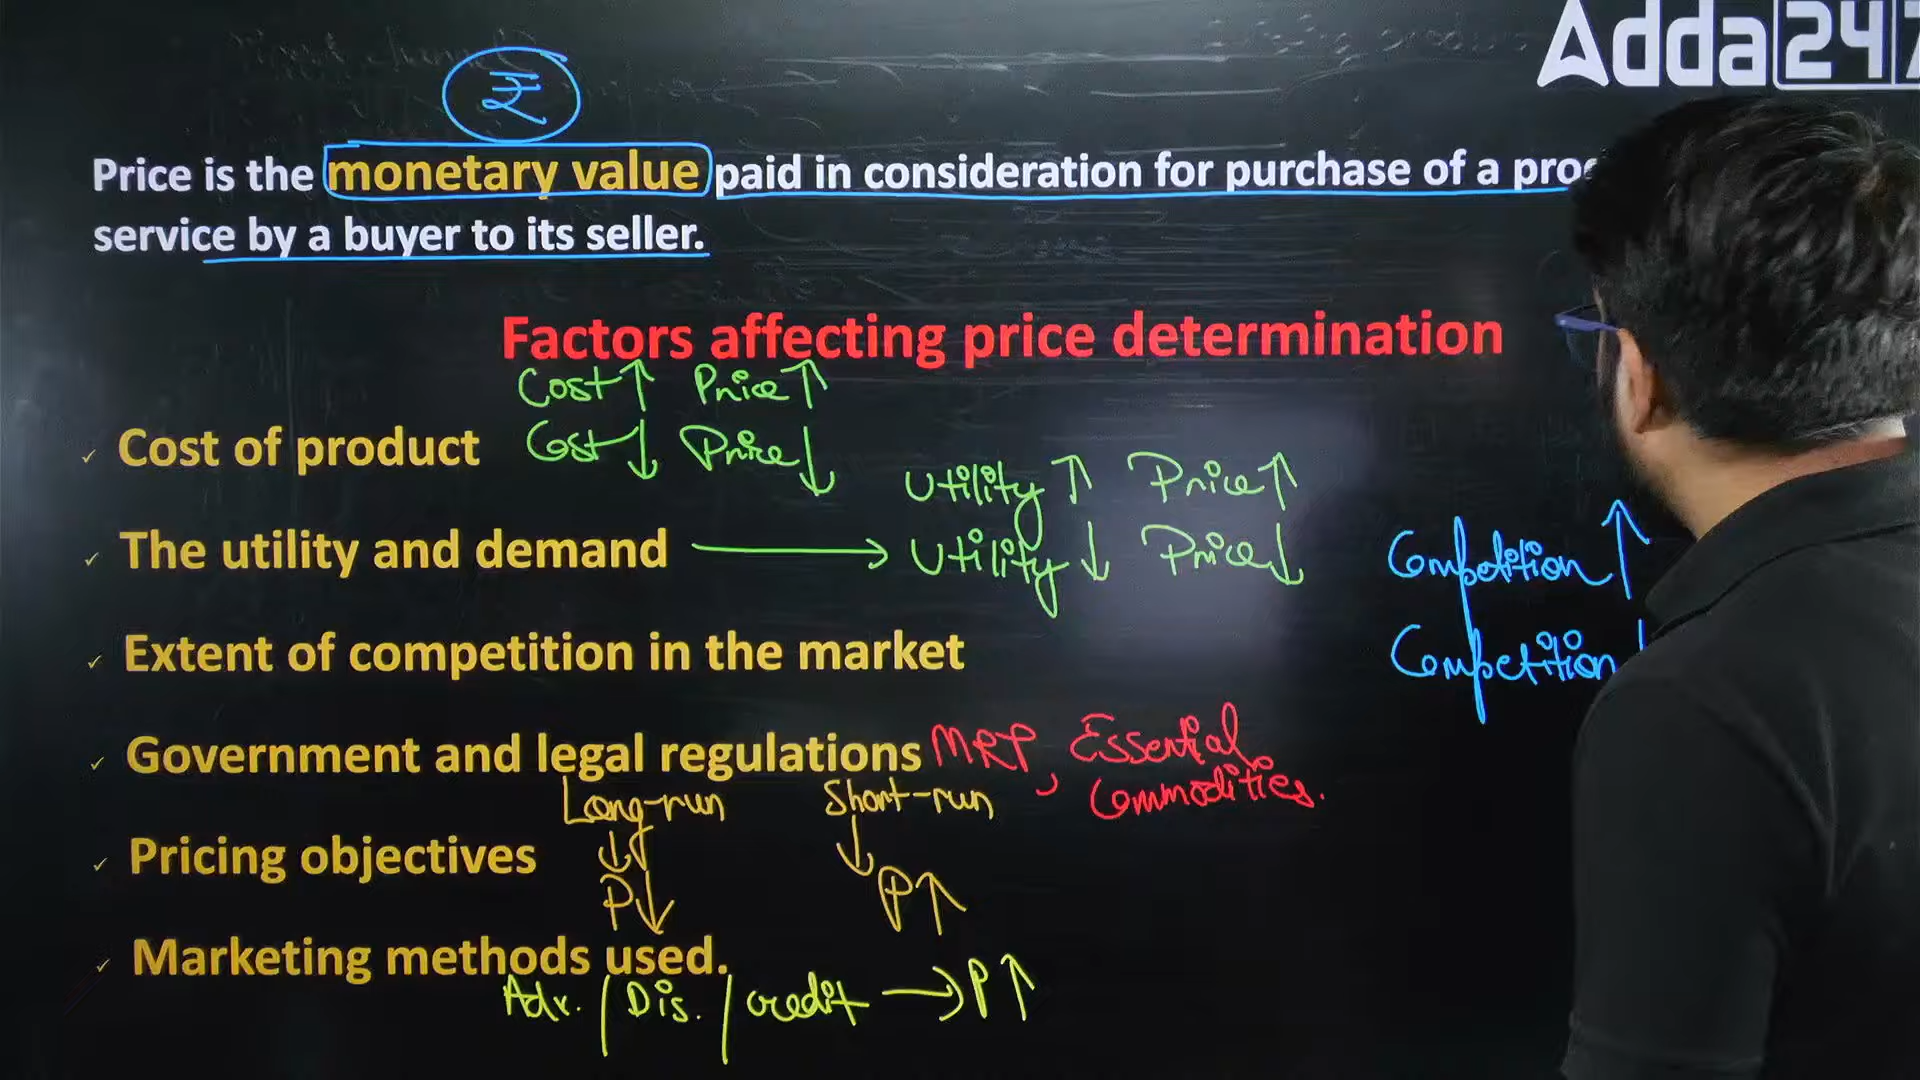 Adda247
₹
Price is the monetary value paid in consideration for purchase of a
service by a buyer to its seller.
Factors affecting price determination
Cost↑ Price↑
✓ Cost of product
Cost↓ Price↓
Utility↑ Price↑
✓ The utility and demand → Utility↓ Price↓
Competition↑
✓ Extent of competition in the market
Competition↓
✓ Government and legal regulations MRP, Essential
Commodities.
Long-run Short-run
✓ Pricing objectives
P↓ P↑
✓ Marketing methods used.
Adv. / Dis. / credit → P↑